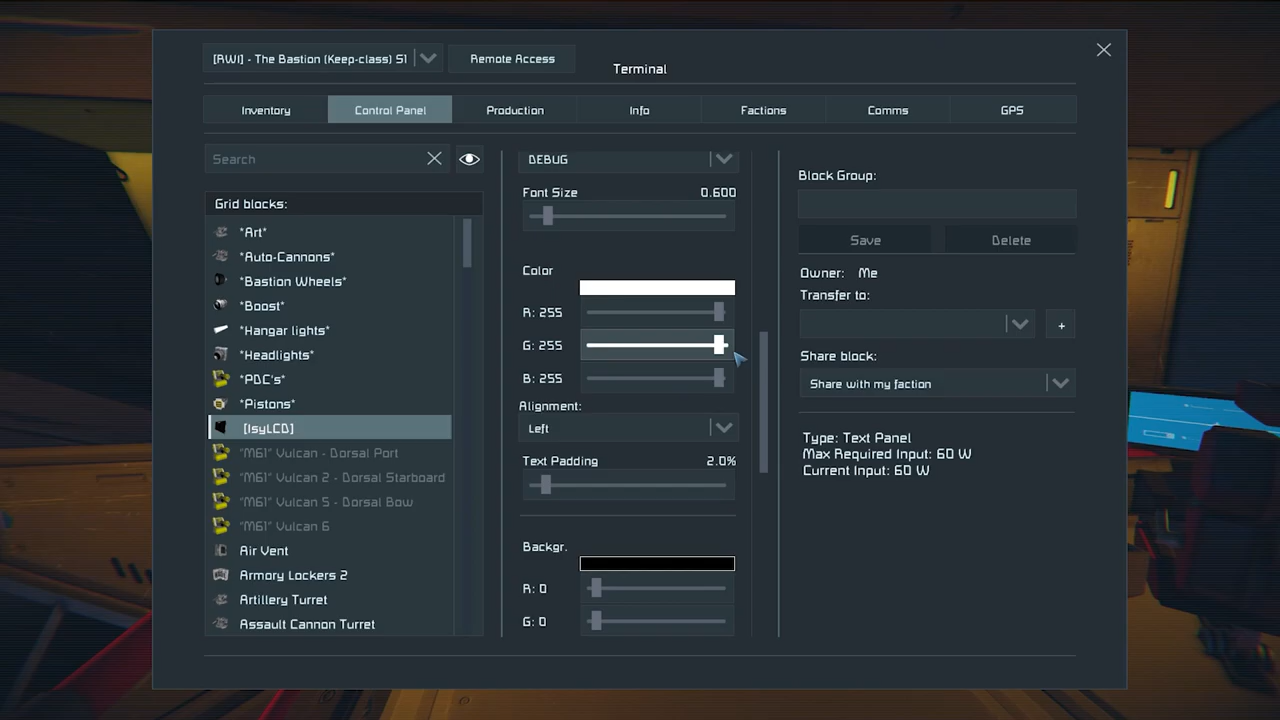 [RWI] - The Bastion (Keep-class) S1
Remote Access
Terminal
Inventory
Control Panel
Production
Info
Factions
Comms
GPS
Search
Grid blocks:
*Art*
*Auto-Cannons*
*Bastion Wheels*
*Boost*
*Hangar lights*
*Headlights*
*PDC's*
*Pistons*
[IsyLCD]
"M61" Vulcan - Dorsal Port
"M61" Vulcan 2 - Dorsal Starboard
"M61" Vulcan 5 - Dorsal Bow
"M61" Vulcan 6
Air Vent
Armory Lockers 2
Artillery Turret
Assault Cannon Turret
DEBUG
Font Size 0.600
Color
R: 255
G: 255
B: 255
Alignment:
Left
Text Padding 2.0%
Backgr.
R: 0
G: 0
Block Group:
Save
Delete
Owner: Me
Transfer to:
+
Share block:
Share with my faction
Type: Text Panel
Max Required Input: 60 W
Current Input: 60 W